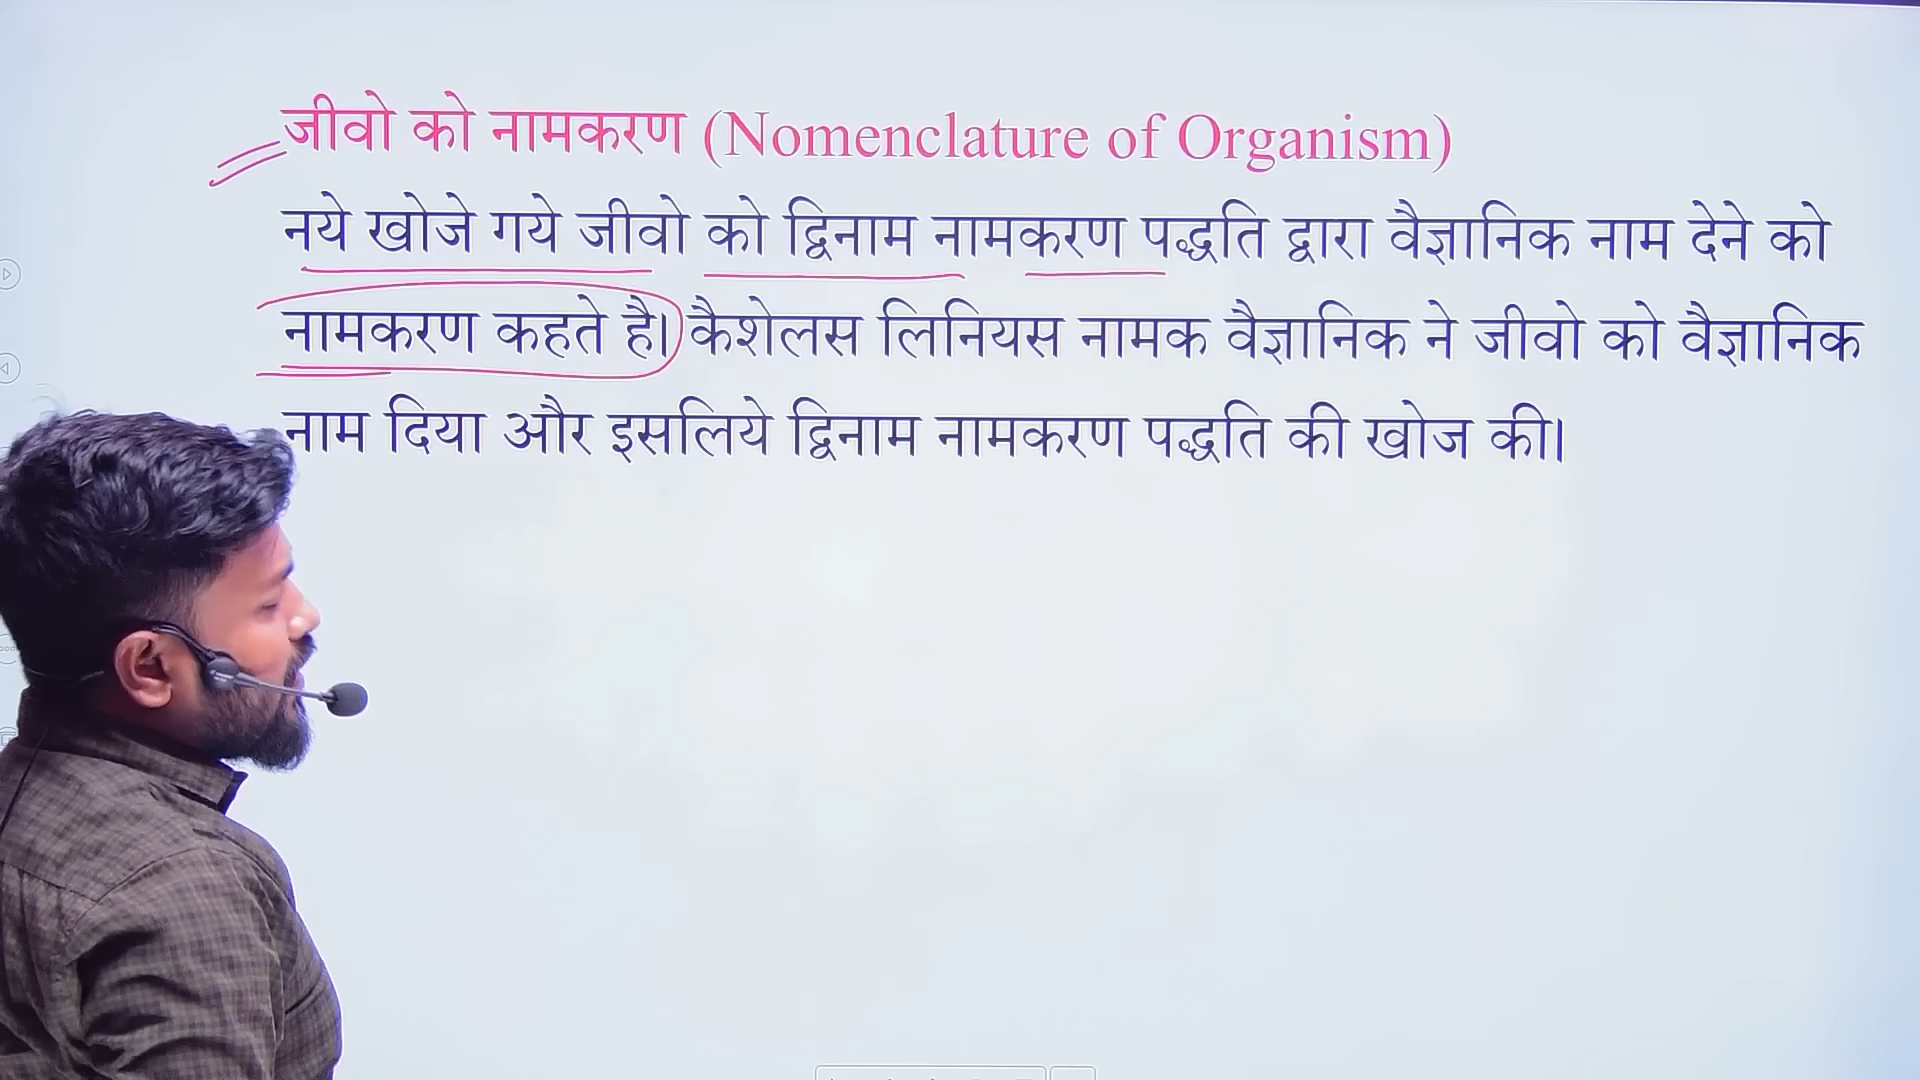 जीवो को नामकरण (Nomenclature of Organism)
नये खोजे गये जीवो को द्विनाम नामकरण पद्धति द्वारा वैज्ञानिक नाम देने को
नामकरण कहते है। कैशेलस लिनियस नामक वैज्ञानिक ने जीवो को वैज्ञानिक
नाम दिया और इसलिये द्विनाम नामकरण पद्धति की खोज की।